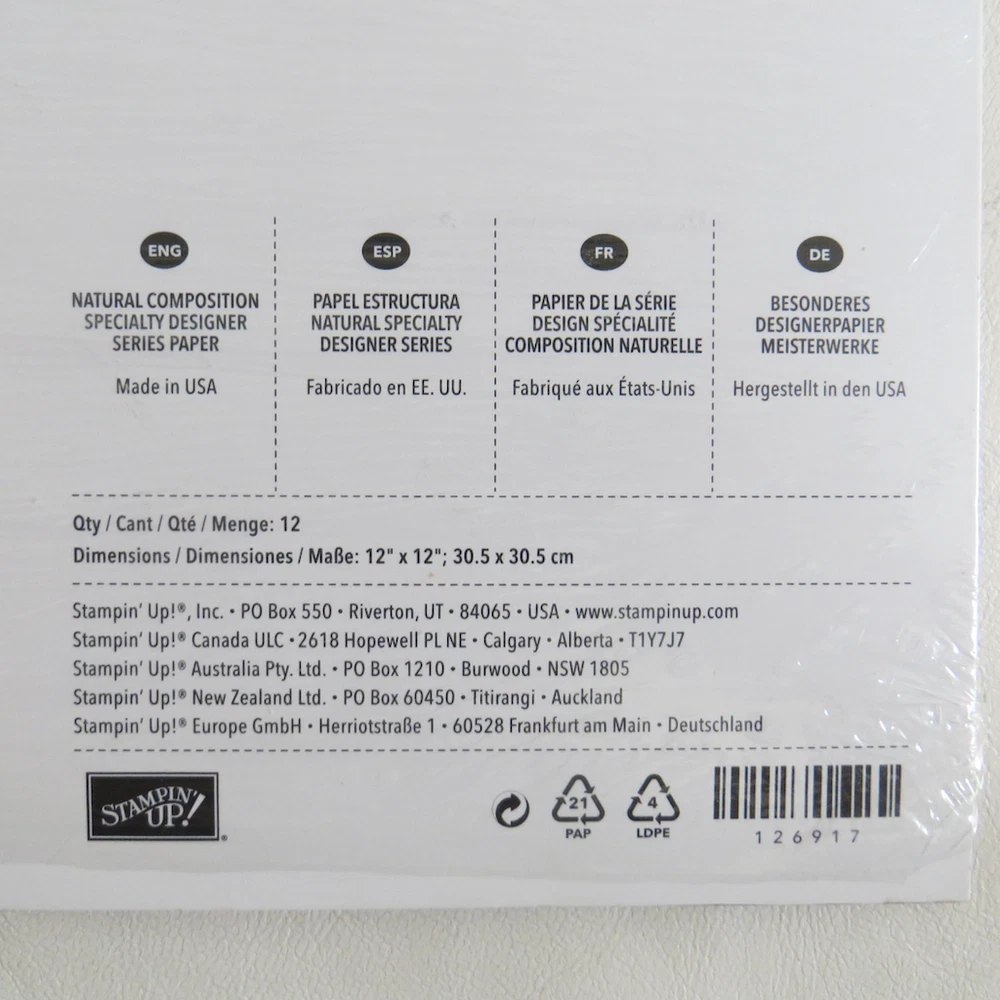 ENG
NATURAL COMPOSITION
SPECIALTY DESIGNER
SERIES PAPER
Made in USA
ESP
PAPEL ESTRUCTURA
NATURAL SPECIALTY
DESIGNER SERIES
Fabricado en EE. UU.
FR
PAPIER DE LA SÉRIE
DESIGN SPÉCIALITÉ
COMPOSITION NATURELLE
Fabriqué aux États-Unis
DE
BESONDERES
DESIGNERPAPIER
MEISTERWERKE
Hergestellt in den USA
Qty / Cant / Qté / Menge: 12
Dimensions / Dimensiones / Maße: 12" x 12"; 30.5 x 30.5 cm
Stampin' Up!®, Inc. • PO Box 550 • Riverton, UT • 84065 • USA • www.stampinup.com
Stampin' Up!® Canada ULC • 2618 Hopewell PL NE • Calgary • Alberta • T1Y7J7
Stampin' Up!® Australia Pty. Ltd. • PO Box 1210 • Burwood • NSW 1805
Stampin' Up!® New Zealand Ltd. • PO Box 60450 • Titirangi • Auckland
Stampin' Up!® Europe GmbH • Herriotstraße 1 • 60528 Frankfurt am Main • Deutschland
STAMPIN'
UP!®
21
PAP
4
LDPE
126917